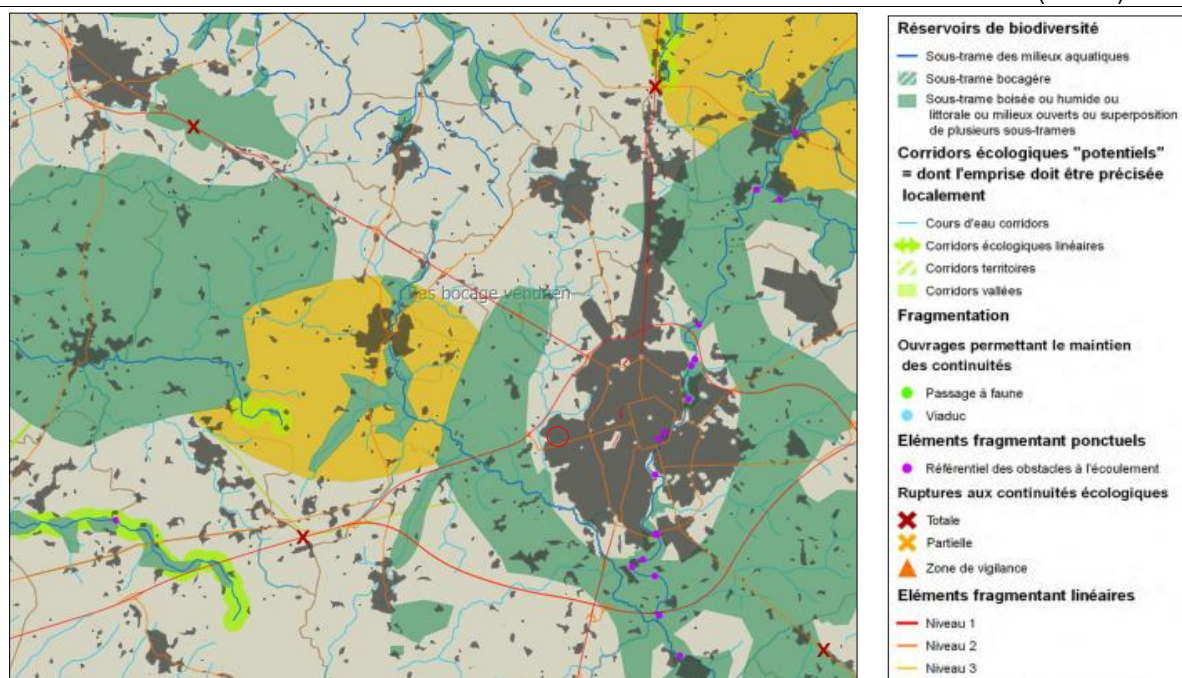 Bas bocage vendéen
Réservoirs de biodiversité
Sous-trame des milieux aquatiques
Sous-trame bocagère
Sous-trame boisée ou humide ou
littorale ou milieux ouverts ou superposition
de plusieurs sous-trames
Corridors écologiques "potentiels"
= dont l'emprise doit être précisée
localement
Cours d'eau corridors
Corridors écologiques linéaires
Corridors territoires
Corridors vallées
Fragmentation
Ouvrages permettant le maintien
des continuités
Passage à faune
Viaduc
Eléments fragmentant ponctuels
Référentiel des obstacles à l'écoulement
Ruptures aux continuités écologiques
Totale
Partielle
Zone de vigilance
Eléments fragmentant linéaires
Niveau 1
Niveau 2
Niveau 3